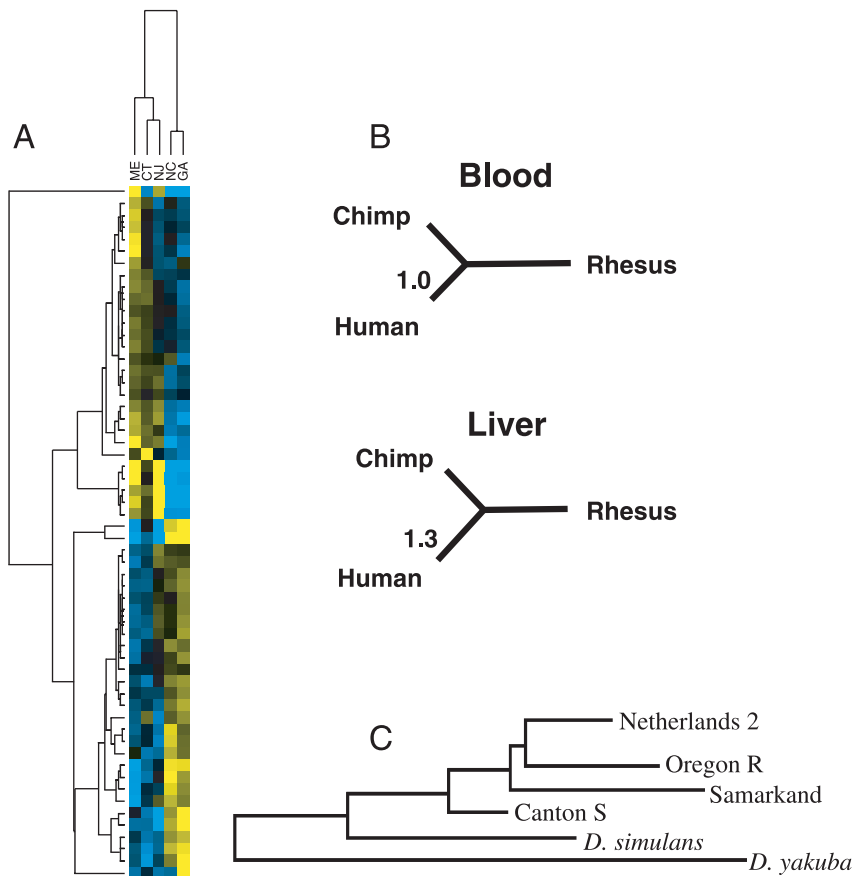 A
ME
CT
NJ
NC
GA
B
Blood
Chimp
Rhesus
1.0
Human
Liver
Chimp
Rhesus
1.3
Human
C
Netherlands 2
Oregon R
Samarkand
Canton S
D. simulans
D. yakuba